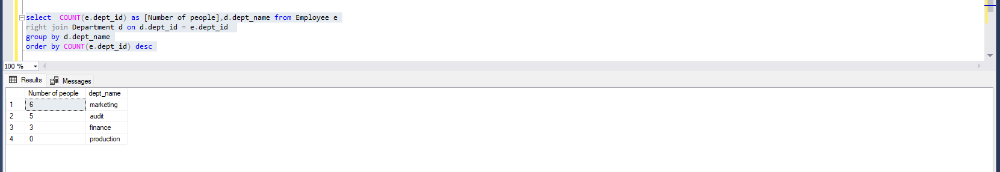 select  COUNT(e.dept_id) as [Number of people],d.dept_name from Employee e
right join Department d on d.dept_id = e.dept_id
group by d.dept_name
order by COUNT(e.dept_id) desc
100 %
Results Messages
Number of people dept_name
1 6 marketing
2 5 audit
3 3 finance
4 0 production